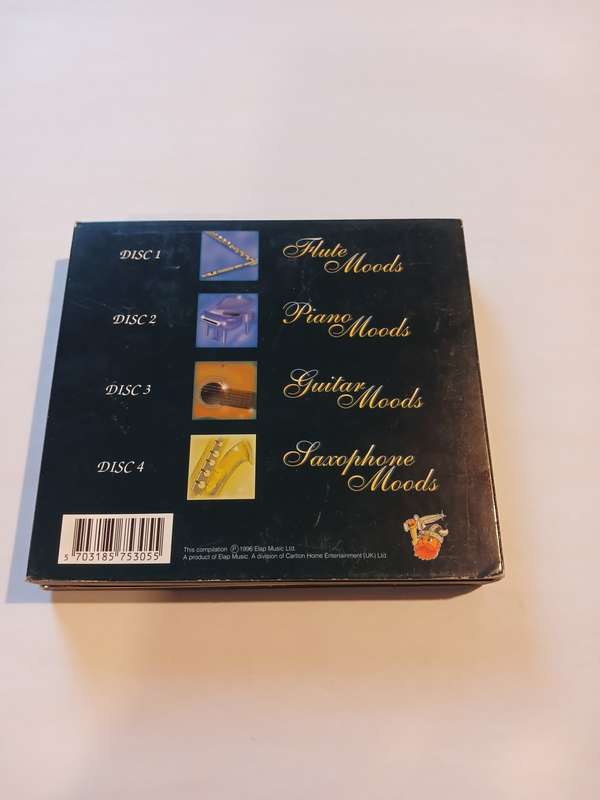 DISC 1
Flute
Moods
DISC 2
Piano
Moods
DISC 3
Guitar
Moods
DISC 4
Saxophone
Moods
5 703185 753055
This compilation Ⓟ 1996 Elap Music Ltd.
A product of Elap Music. A division of Carlton Home Entertainment (UK) Ltd.